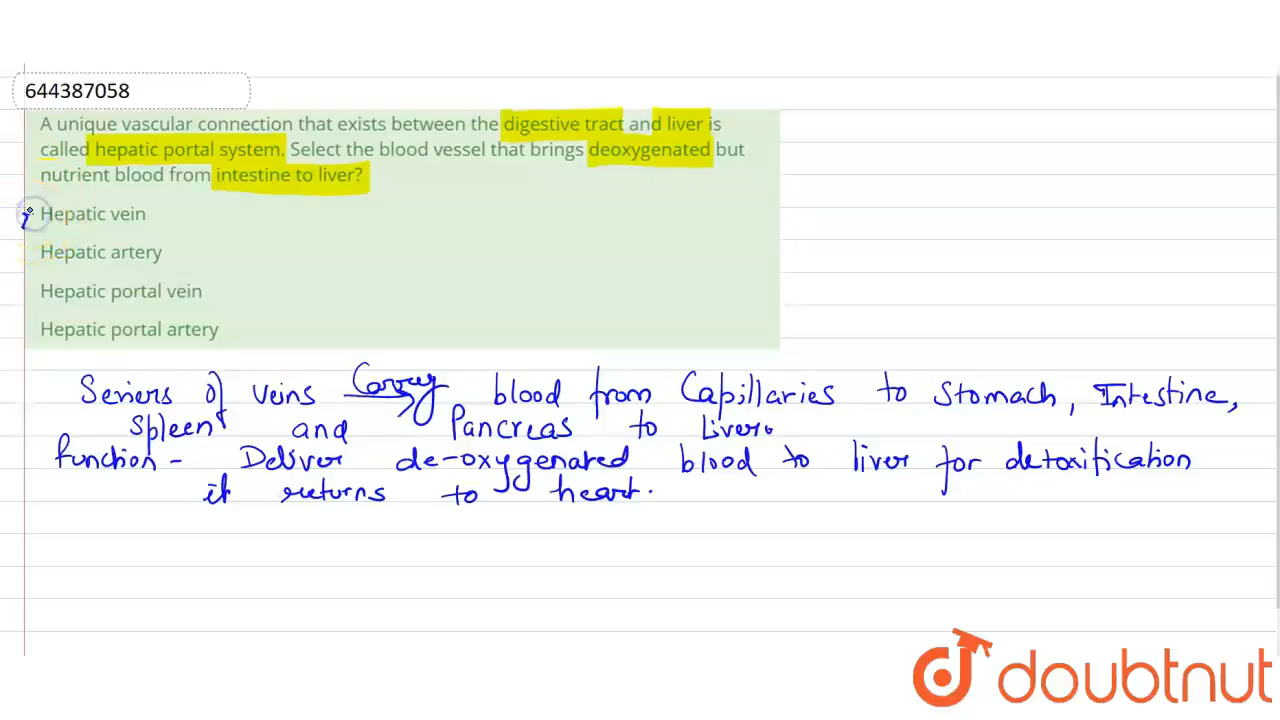 644387058
A unique vascular connection that exists between the digestive tract and liver is
called hepatic portal system. Select the blood vessel that brings deoxygenated but
nutrient blood from intestine to liver?
Hepatic vein
Hepatic artery
Hepatic portal vein
Hepatic portal artery
Seriers of veins Carry blood from Capillaries to Stomach, Intestine,
Spleen and Pancreas to Liver.
function - Deliver de-oxygenated blood to liver for detoxification
it returns to heart.
doubtnut